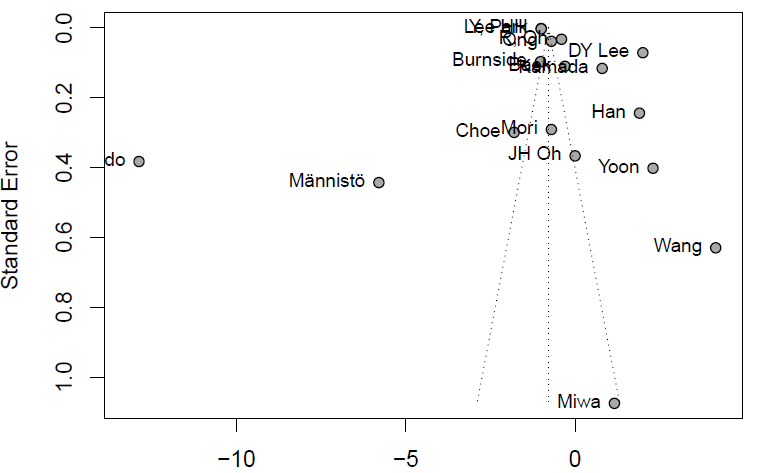 0.0
0.2
0.4
0.6
0.8
1.0
Standard Error
DY Lee
Burnside
Kamada
Han
Choe
Mori
JH Oh
do
Männistö
Yoon
Wang
Miwa
−10
−5
0